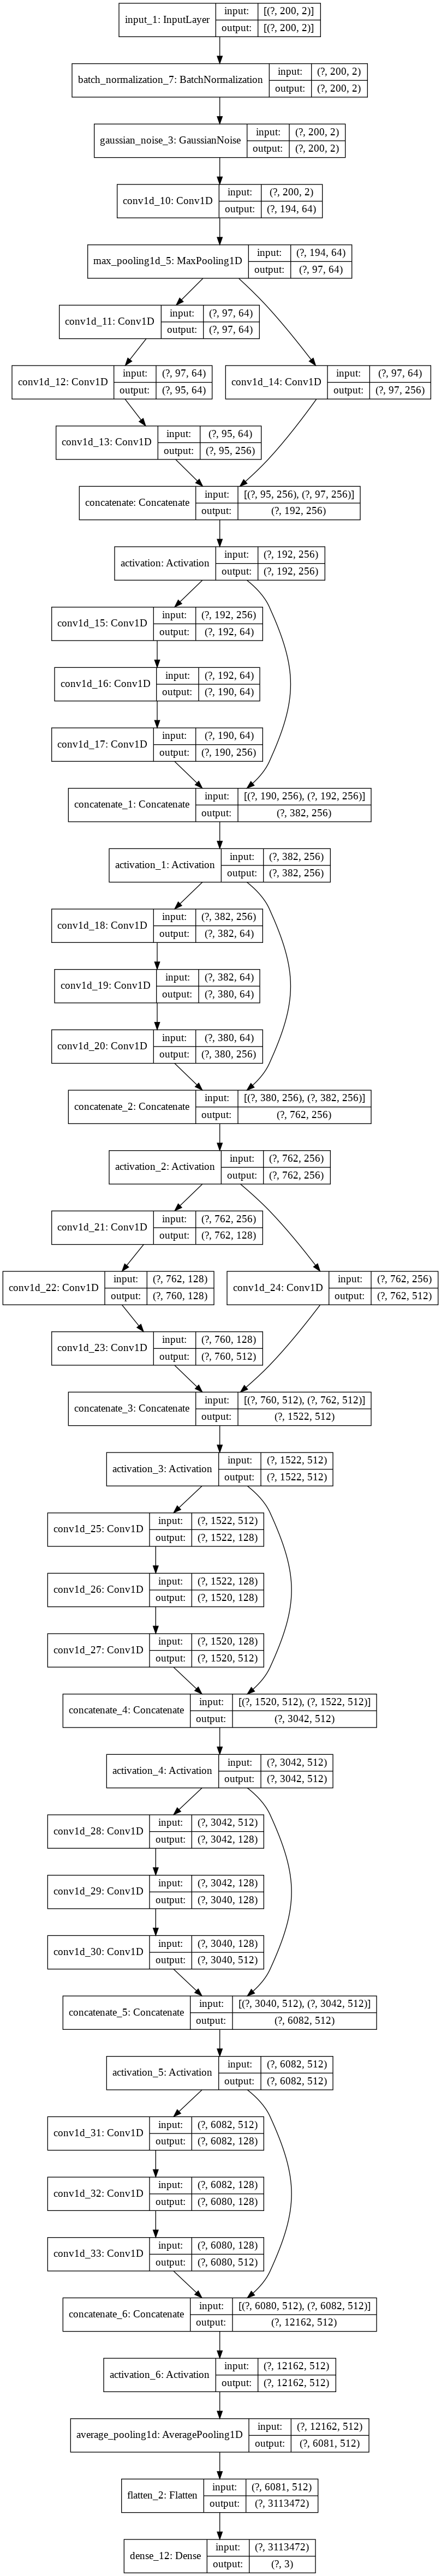 input_1: InputLayer
input:
[(?, 200, 2)]
output:
[(?, 200, 2)]
batch_normalization_7: BatchNormalization
input:
(?, 200, 2)
output:
(?, 200, 2)
gaussian_noise_3: GaussianNoise
input:
(?, 200, 2)
output:
(?, 200, 2)
conv1d_10: Conv1D
input:
(?, 200, 2)
output:
(?, 194, 64)
max_pooling1d_5: MaxPooling1D
input:
(?, 194, 64)
output:
(?, 97, 64)
conv1d_11: Conv1D
input:
(?, 97, 64)
output:
(?, 97, 64)
conv1d_12: Conv1D
input:
(?, 97, 64)
output:
(?, 95, 64)
conv1d_14: Conv1D
input:
(?, 97, 64)
output:
(?, 97, 256)
conv1d_13: Conv1D
input:
(?, 95, 64)
output:
(?, 95, 256)
concatenate: Concatenate
input:
[(?, 95, 256), (?, 97, 256)]
output:
(?, 192, 256)
activation: Activation
input:
(?, 192, 256)
output:
(?, 192, 256)
conv1d_15: Conv1D
input:
(?, 192, 256)
output:
(?, 192, 64)
conv1d_16: Conv1D
input:
(?, 192, 64)
output:
(?, 190, 64)
conv1d_17: Conv1D
input:
(?, 190, 64)
output:
(?, 190, 256)
concatenate_1: Concatenate
input:
[(?, 190, 256), (?, 192, 256)]
output:
(?, 382, 256)
activation_1: Activation
input:
(?, 382, 256)
output:
(?, 382, 256)
conv1d_18: Conv1D
input:
(?, 382, 256)
output:
(?, 382, 64)
conv1d_19: Conv1D
input:
(?, 382, 64)
output:
(?, 380, 64)
conv1d_20: Conv1D
input:
(?, 380, 64)
output:
(?, 380, 256)
concatenate_2: Concatenate
input:
[(?, 380, 256), (?, 382, 256)]
output:
(?, 762, 256)
activation_2: Activation
input:
(?, 762, 256)
output:
(?, 762, 256)
conv1d_21: Conv1D
input:
(?, 762, 256)
output:
(?, 762, 128)
conv1d_22: Conv1D
input:
(?, 762, 128)
output:
(?, 760, 128)
conv1d_24: Conv1D
input:
(?, 762, 256)
output:
(?, 762, 512)
conv1d_23: Conv1D
input:
(?, 760, 128)
output:
(?, 760, 512)
concatenate_3: Concatenate
input:
[(?, 760, 512), (?, 762, 512)]
output:
(?, 1522, 512)
activation_3: Activation
input:
(?, 1522, 512)
output:
(?, 1522, 512)
conv1d_25: Conv1D
input:
(?, 1522, 512)
output:
(?, 1522, 128)
conv1d_26: Conv1D
input:
(?, 1522, 128)
output:
(?, 1520, 128)
conv1d_27: Conv1D
input:
(?, 1520, 128)
output:
(?, 1520, 512)
concatenate_4: Concatenate
input:
[(?, 1520, 512), (?, 1522, 512)]
output:
(?, 3042, 512)
activation_4: Activation
input:
(?, 3042, 512)
output:
(?, 3042, 512)
conv1d_28: Conv1D
input:
(?, 3042, 512)
output:
(?, 3042, 128)
conv1d_29: Conv1D
input:
(?, 3042, 128)
output:
(?, 3040, 128)
conv1d_30: Conv1D
input:
(?, 3040, 128)
output:
(?, 3040, 512)
concatenate_5: Concatenate
input:
[(?, 3040, 512), (?, 3042, 512)]
output:
(?, 6082, 512)
activation_5: Activation
input:
(?, 6082, 512)
output:
(?, 6082, 512)
conv1d_31: Conv1D
input:
(?, 6082, 512)
output:
(?, 6082, 128)
conv1d_32: Conv1D
input:
(?, 6082, 128)
output:
(?, 6080, 128)
conv1d_33: Conv1D
input:
(?, 6080, 128)
output:
(?, 6080, 512)
concatenate_6: Concatenate
input:
[(?, 6080, 512), (?, 6082, 512)]
output:
(?, 12162, 512)
activation_6: Activation
input:
(?, 12162, 512)
output:
(?, 12162, 512)
average_pooling1d: AveragePooling1D
input:
(?, 12162, 512)
output:
(?, 6081, 512)
flatten_2: Flatten
input:
(?, 6081, 512)
output:
(?, 3113472)
dense_12: Dense
input:
(?, 3113472)
output:
(?, 3)